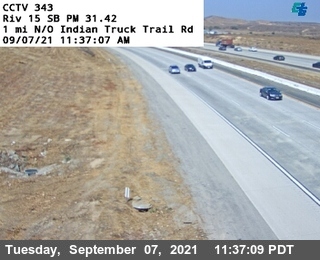 CCTV 343
Riv 15 SB PM 31.42
1 mi N/O Indian Truck Trail Rd
09/07/21 11:37:07 AM
Tuesday, September 07, 2021 11:37:09 PDT